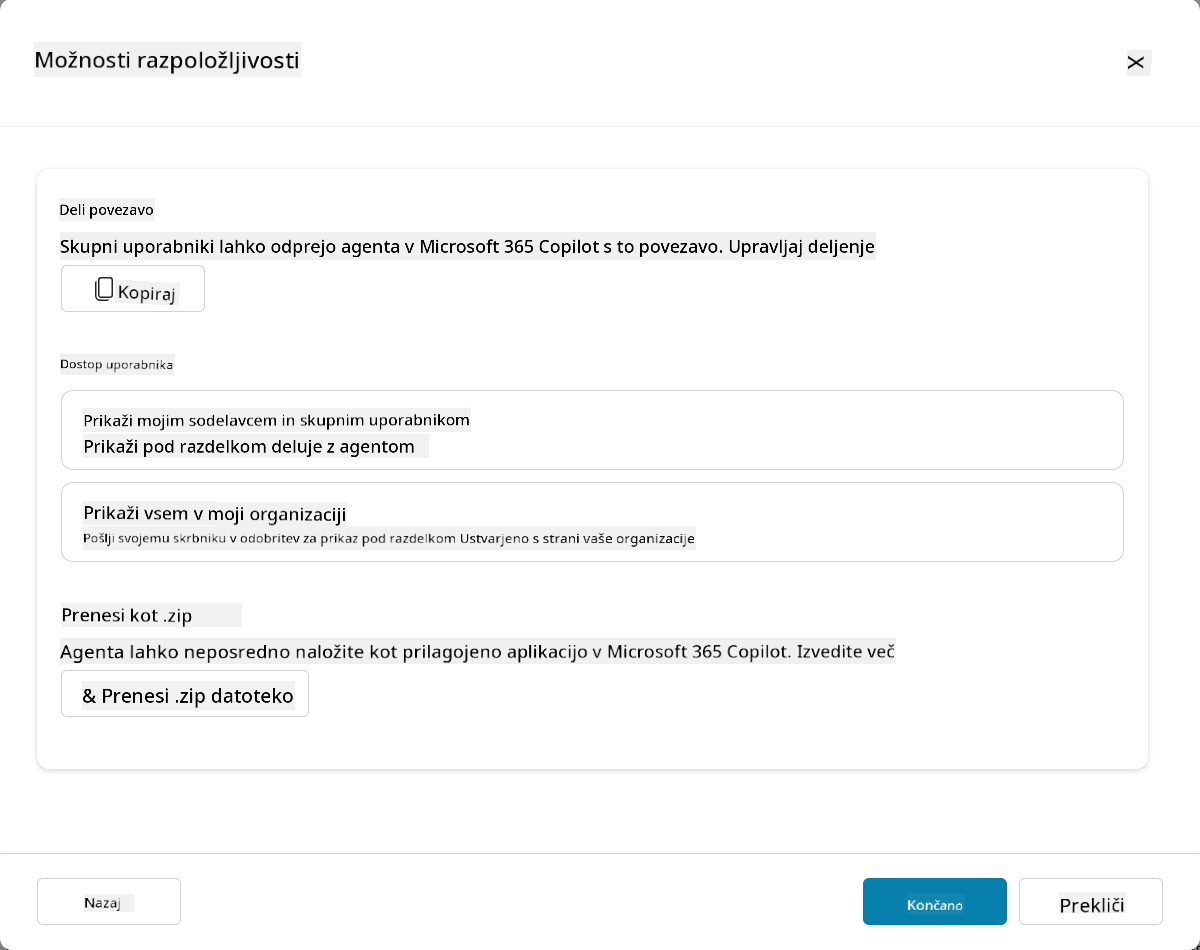 Možnosti razpoložljivosti
Deli povezavo
Skupni uporabniki lahko odprejo agenta v Microsoft 365 Copilot s to povezavo. Upravljaj deljenje
Kopiraj
Dostop uporabnika
Prikaži mojim sodelavcem in skupnim uporabnikom
Prikaži pod razdelkom deluje z agentom
Prikaži vsem v moji organizaciji
Pošlji svojemu skrbniku v odobritev za prikaz pod razdelkom Ustvarjeno s strani vaše organizacije
Prenesi kot .zip
Agenta lahko neposredno naložite kot prilagojeno aplikacijo v Microsoft 365 Copilot. Izvedite več
& Prenesi .zip datoteko
Nazaj
Končano
Prekliči